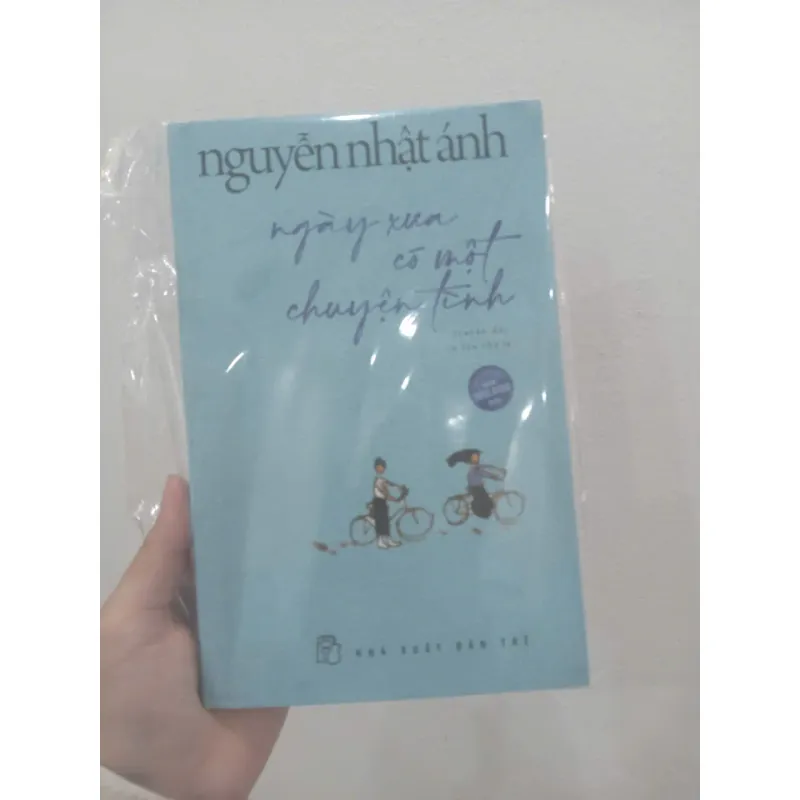 nguyễn nhật ánh
ngày xưa
có một
chuyện tình
NHÀ XUẤT BẢN TRẺ